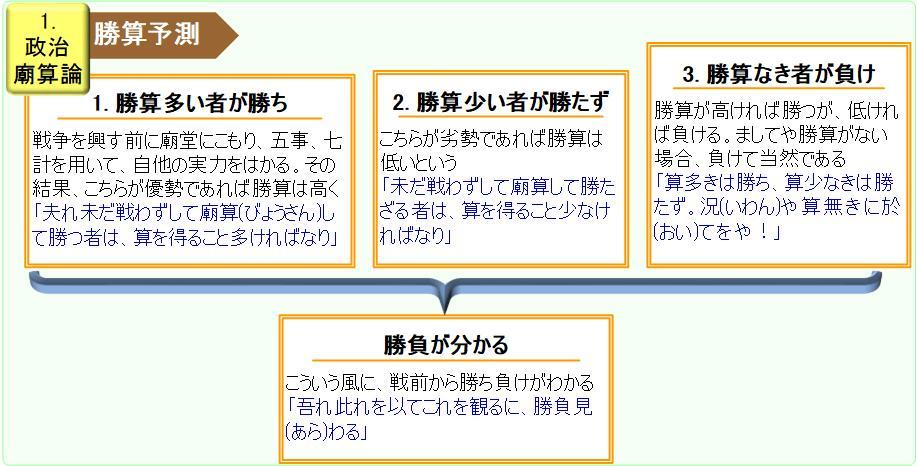 1.
政治
廟算論
勝算予測
1. 勝算多い者が勝ち
戦争を興す前に廟堂にこもり、五事、七
計を用いて、自他の実力をはかる。その
結果、こちらが優勢であれば勝算は高く
「夫れ未だ戦わずして廟算(びょうさん)し
て勝つ者は、算を得ること多ければなり」
2. 勝算少い者が勝たず
こちらが劣勢であれば勝算は
低いという
「未だ戦わずして廟算して勝た
ざる者は、算を得ること少なけ
ればなり」
3. 勝算なき者が負け
勝算が高ければ勝つが、低けれ
ば負ける。ましてや勝算がない
場合、負けて当然である
「算多きは勝ち、算少なきは勝
たず。況(いわん)や算無きに於
(おい)てをや！」
勝負が分かる
こういう風に、戦前から勝ち負けがわかる
「吾れ此れを以てこれを観るに、勝負見
(あら)わる」